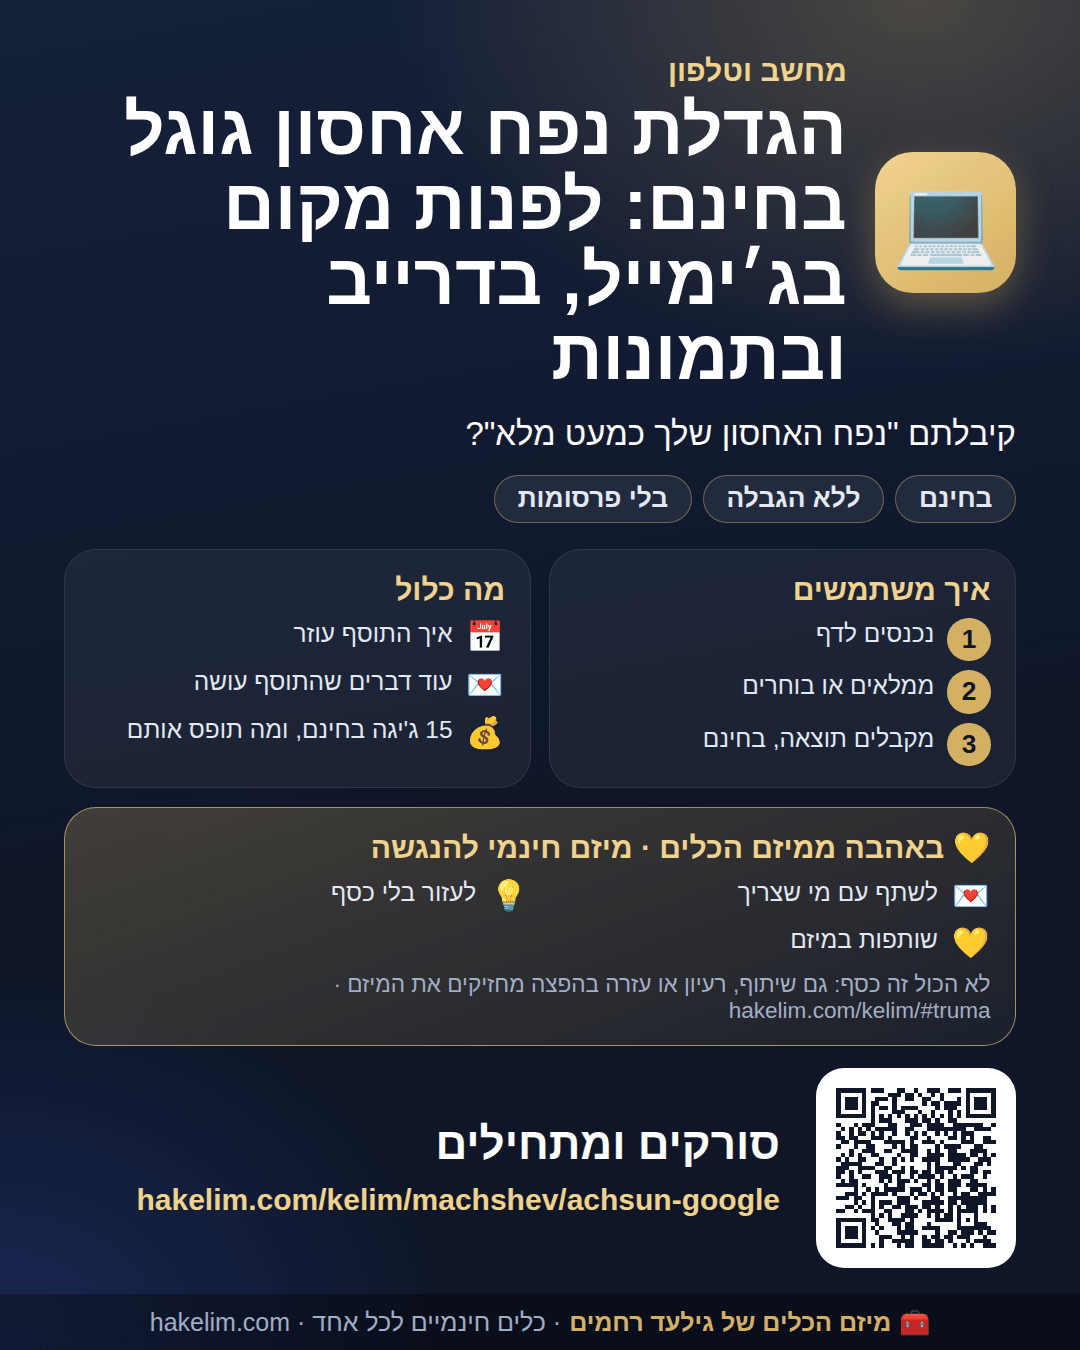 מחשב וטלפון
הגדלת נפח אחסון גוגל
בחינם: לפנות מקום
בג׳ימייל, בדרייב
ובתמונות
קיבלתם "נפח האחסון שלך כמעט מלא"?
בחינם
ללא הגבלה
בלי פרסומות
איך משתמשים
1 נכנסים לדף
2 ממלאים או בוחרים
3 מקבלים תוצאה, בחינם
מה כלול
July 17 איך התוסף עוזר
עוד דברים שהתוסף עושה
15 ג'יגה בחינם, ומה תופס אותם
באהבה ממיזם הכלים · מיזם חינמי להנגשה
לשתף עם מי שצריך
לעזור בלי כסף
שותפות במיזם
לא הכול זה כסף: גם שיתוף, רעיון או עזרה בהפצה מחזיקים את המיזם ·
hakelim.com/kelim/#truma
סורקים ומתחילים
hakelim.com/kelim/machshev/achsun-google
מיזם הכלים של גילעד רחמים · כלים חינמיים לכל אחד · hakelim.com